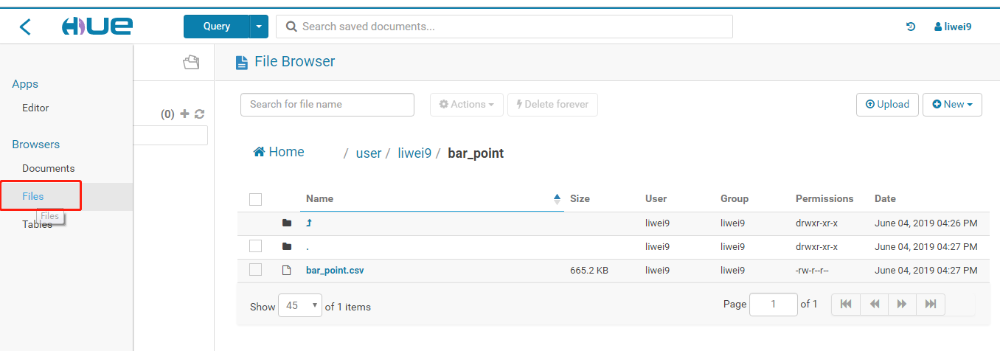 HUE
Query
Search saved documents...
liwei9
Apps
Editor
Browsers
Documents
Files
Files
Tables
(0)
File Browser
Search for file name
Actions
Delete forever
Upload
New
Home / user / liwei9 / bar_point
Name Size User Group Permissions Date
liwei9 liwei9 drwxr-xr-x June 04, 2019 04:26 PM
. liwei9 liwei9 drwxr-xr-x June 04, 2019 04:27 PM
bar_point.csv 665.2 KB liwei9 liwei9 -rw-r--r-- June 04, 2019 04:27 PM
Show 45 of 1 items
Page 1 of 1